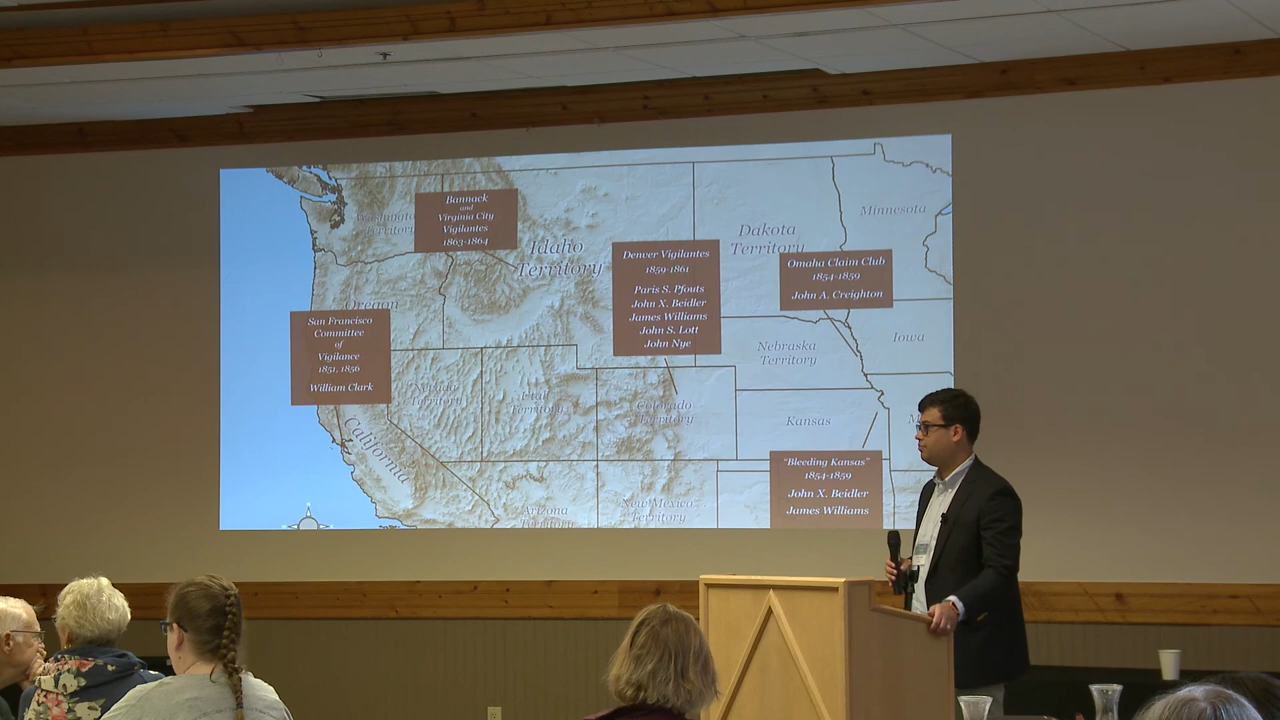 Bannack
and
Virginia City
Vigilantes
1863-1864
Washington
Territory
Idaho
Territory
Dakota
Territory
Minnesota
Denver Vigilantes
1859-1861
Paris S. Pfouts
John X. Beidler
James Williams
John S. Lott
John Nye
Omaha Claim Club
1854-1859
John A. Creighton
Oregon
San Francisco
Committee
of
Vigilance
1851, 1856
William Clark
Nebraska
Territory
Iowa
Nevada
Territory
Utah
Territory
Colorado
Territory
Kansas
California
"Bleeding Kansas"
1854-1859
John X. Beidler
James Williams
Arizona
Territory
New Mexico
Territory